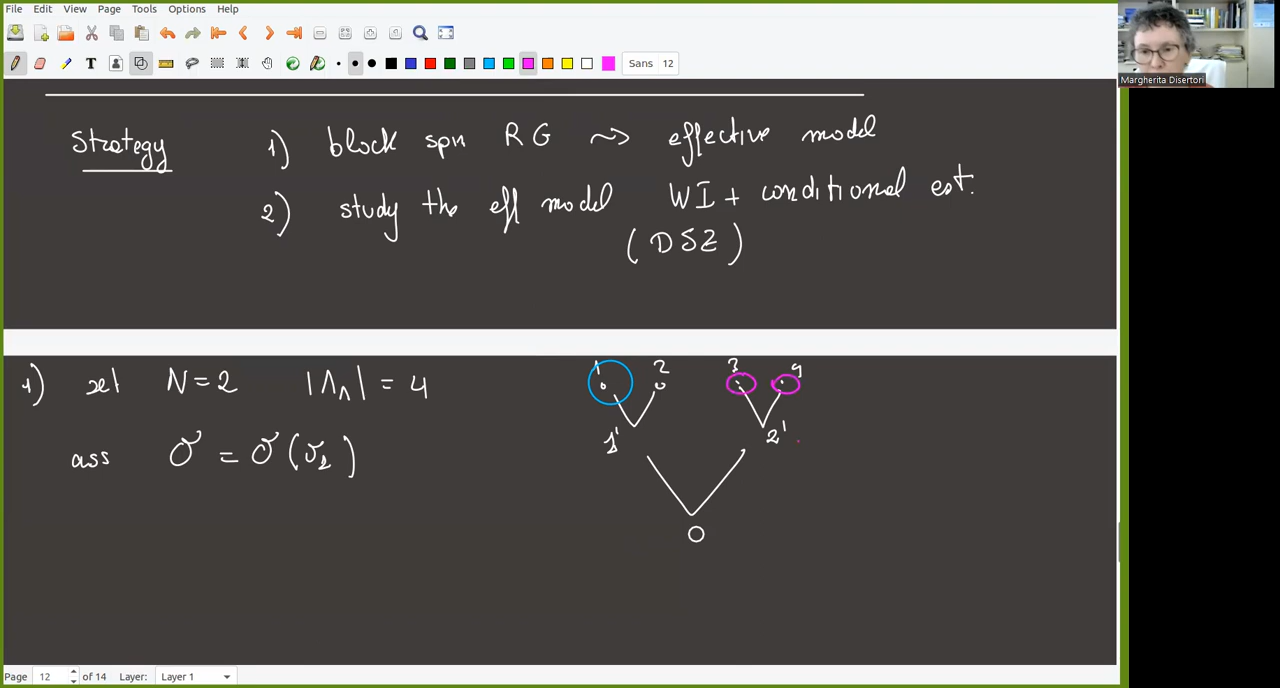 File Edit View Page Tools Options Help
Sans 12
Margherita Disertori
Strategy 1) block spin RG ⇝ effective model
2) study the eff model WI + conditional est.
(DSZ)
1) set N=2 |Λ_N| = 4
ass O = O(σ_1)
1 2 3 4
1' 2'
0
Page 12 of 14 Layer: Layer 1